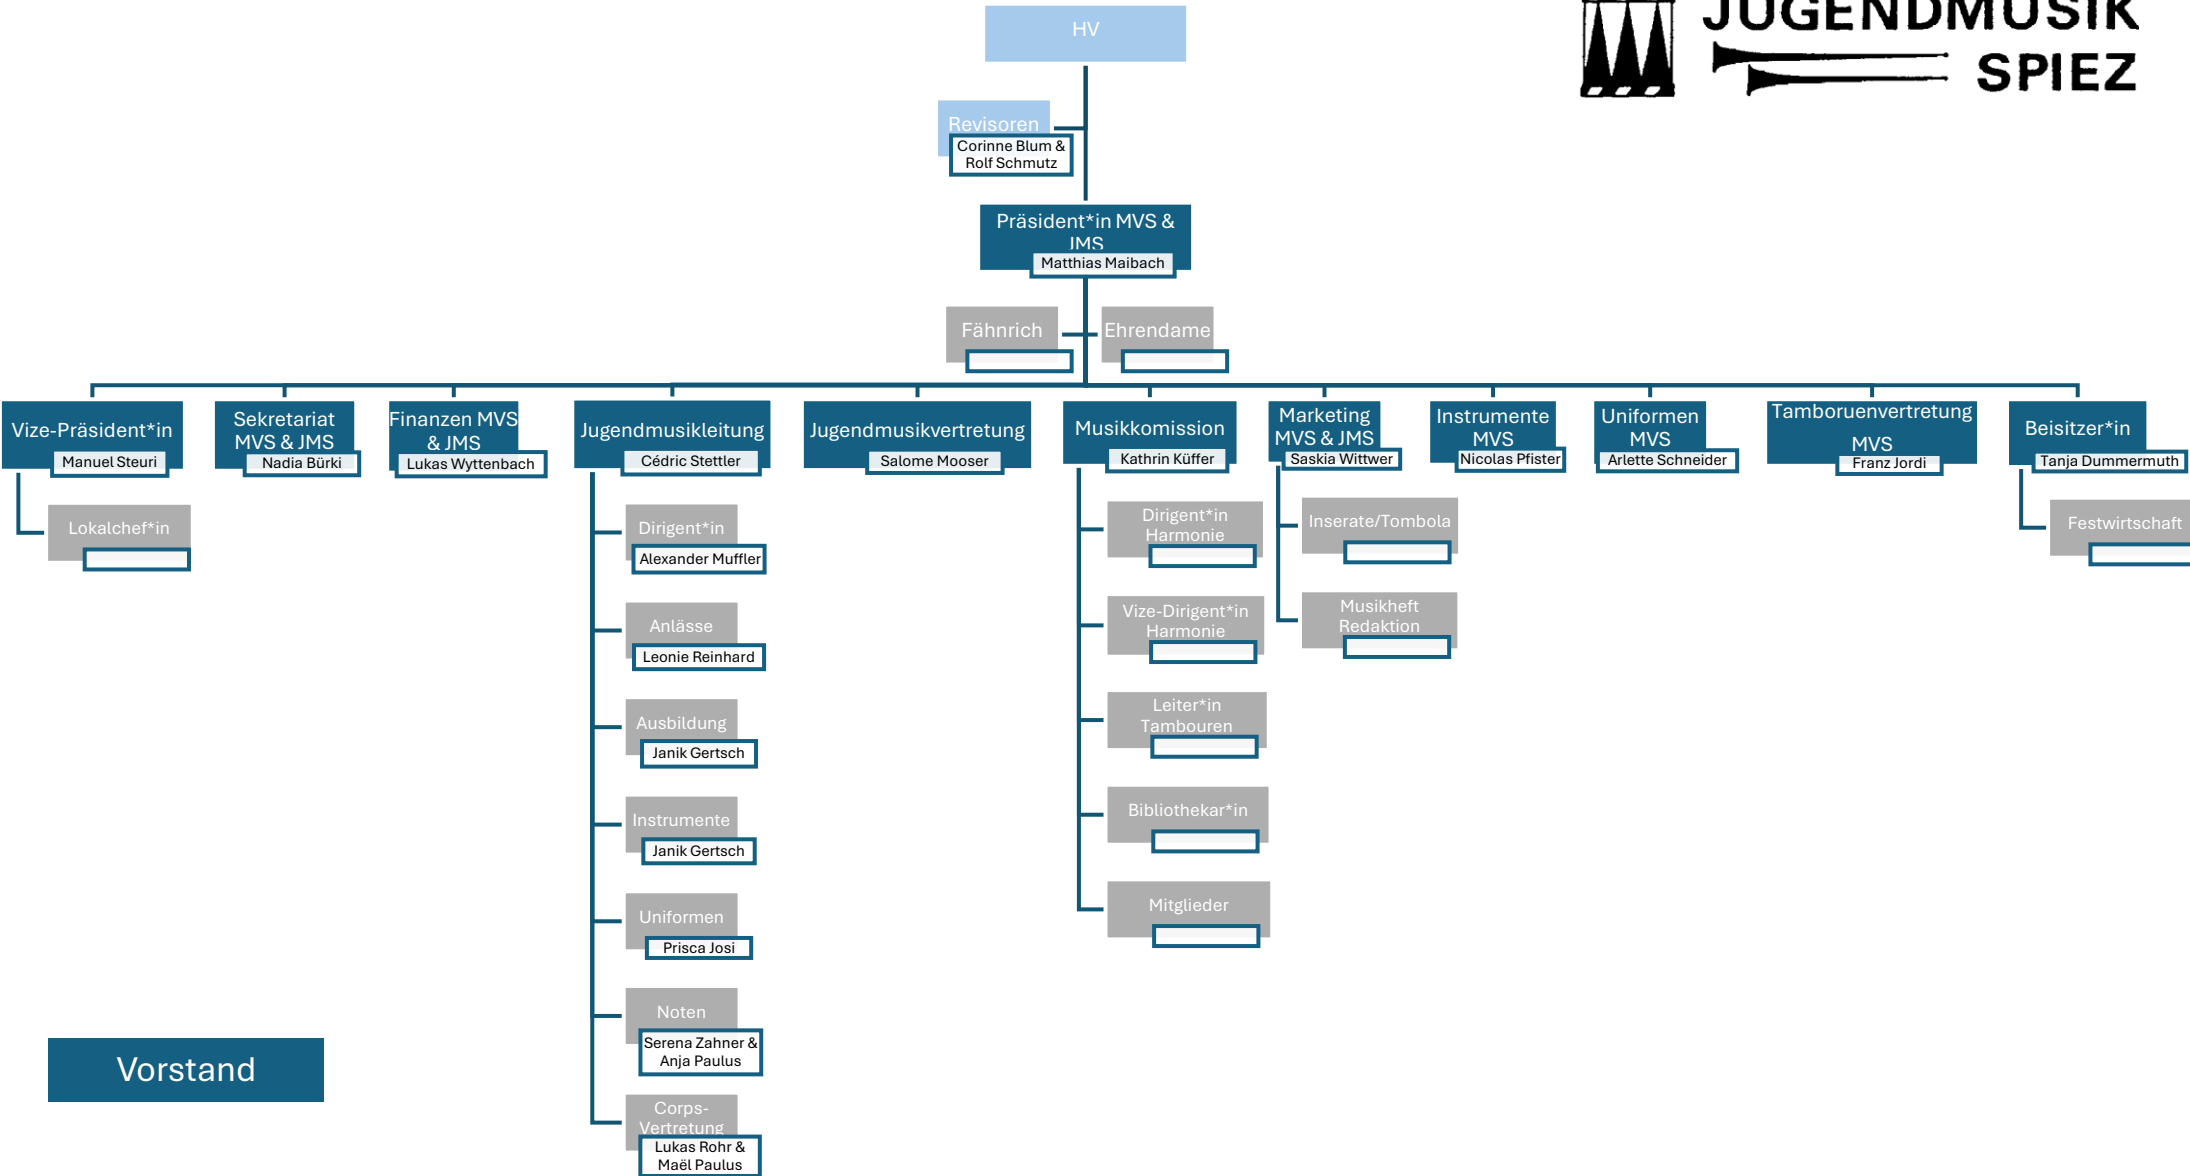 JUGENDMUSIK
SPIEZ
HV
Revisoren
Corinne Blum &
Rolf Schmutz
Präsident*in MVS &
JMS
Matthias Maibach
Fähnrich
Ehrendame
Vize-Präsident*in
Manuel Steuri
Lokalchef*in
Sekretariat
MVS & JMS
Nadia Bürki
Finanzen MVS
& JMS
Lukas Wyttenbach
Jugendmusikleitung
Cédric Stettler
Dirigent*in
Alexander Muffler
Anlässe
Leonie Reinhard
Ausbildung
Janik Gertsch
Instrumente
Janik Gertsch
Uniformen
Prisca Josi
Noten
Serena Zahner &
Anja Paulus
Corps-
Vertretung
Lukas Rohr &
Maël Paulus
Jugendmusikvertretung
Salome Mooser
Musikkomission
Kathrin Küffer
Dirigent*in
Harmonie
Vize-Dirigent*in
Harmonie
Leiter*in
Tambouren
Bibliothekar*in
Mitglieder
Marketing
MVS & JMS
Saskia Wittwer
Inserate/Tombola
Musikheft
Redaktion
Instrumente
MVS
Nicolas Pfister
Uniformen
MVS
Arlette Schneider
Tamboruenvertretung
MVS
Franz Jordi
Beisitzer*in
Tanja Dummermuth
Festwirtschaft
Vorstand